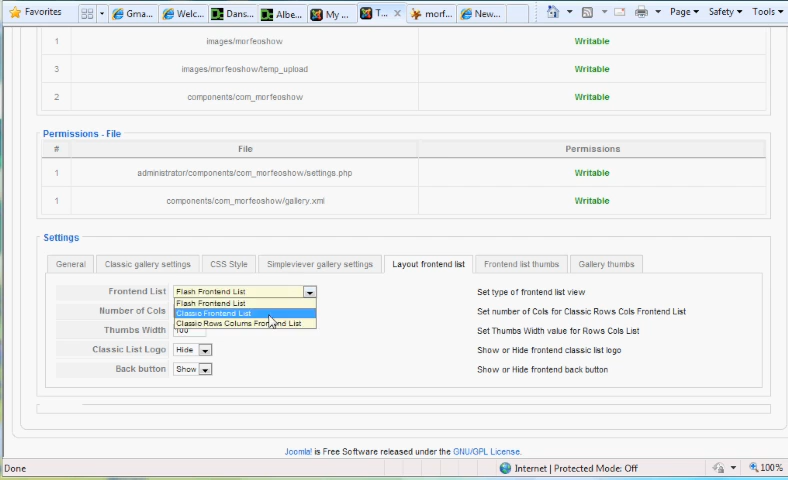 Favorites Gma... Welc... Dans... Albe... My ... T... morf... New... Page Safety Tools
1 images/morfeoshow Writable
3 images/morfeoshow/temp_upload Writable
2 components/com_morfeoshow Writable
Permissions - File
# File Permissions
1 administrator/components/com_morfeoshow/settings.php Writable
1 components/com_morfeoshow/gallery.xml Writable
Settings
General Classic gallery settings CSS Style Simpleviever gallery settings Layout frontend list Frontend list thumbs Gallery thumbs
Frontend List Flash Frontend List Set type of frontend list view
Flash Frontend List
Number of Cols Classic Frontend List Set number of Cols for Classic Rows Cols Frontend List
Classic Rows Colums Frontend List
Thumbs Width 100 Set Thumbs Width value for Rows Cols List
Classic List Logo Hide Show or Hide frontend classic list logo
Back button Show Show or Hide frontend back button
Joomla! is Free Software released under the GNU/GPL License.
Done Internet | Protected Mode: Off 100%